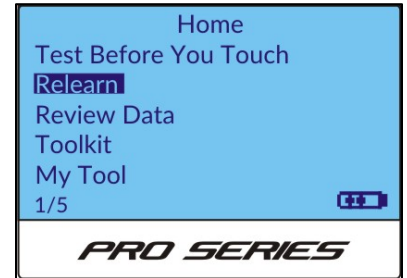 Home
Test Before You Touch
Relearn
Review Data
Toolkit
My Tool
1/5
PRO SERIES